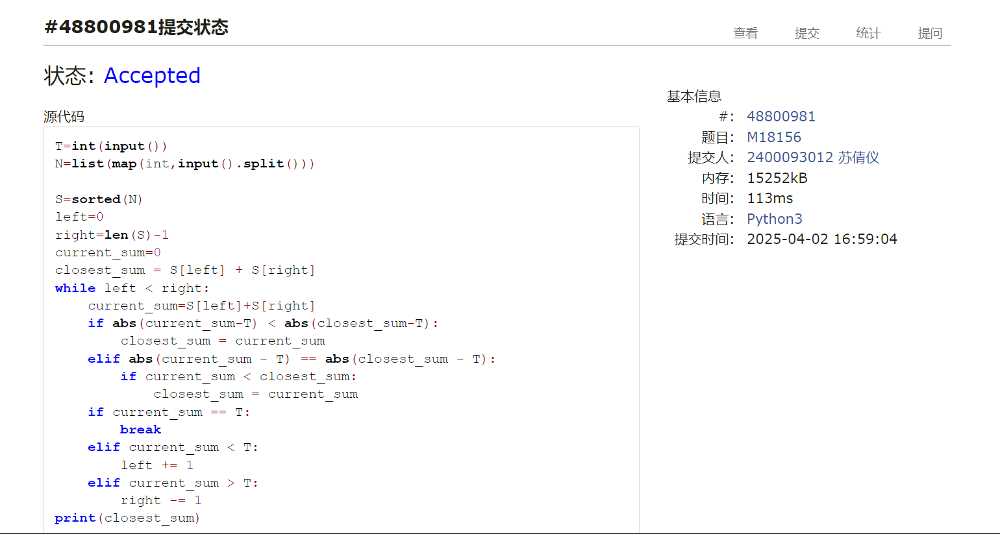 #48800981提交状态
查看 提交 统计 提问
状态: Accepted
源代码
T=int(input())
N=list(map(int,input().split()))
S=sorted(N)
left=0
right=len(S)-1
current_sum=0
closest_sum = S[left] + S[right]
while left < right:
    current_sum=S[left]+S[right]
    if abs(current_sum-T) < abs(closest_sum-T):
        closest_sum = current_sum
    elif abs(current_sum - T) == abs(closest_sum - T):
        if current_sum < closest_sum:
            closest_sum = current_sum
    if current_sum == T:
        break
    elif current_sum < T:
        left += 1
    elif current_sum > T:
        right -= 1
print(closest_sum)
基本信息
#: 48800981
题目: M18156
提交人: 2400093012 苏倩仪
内存: 15252kB
时间: 113ms
语言: Python3
提交时间: 2025-04-02 16:59:04